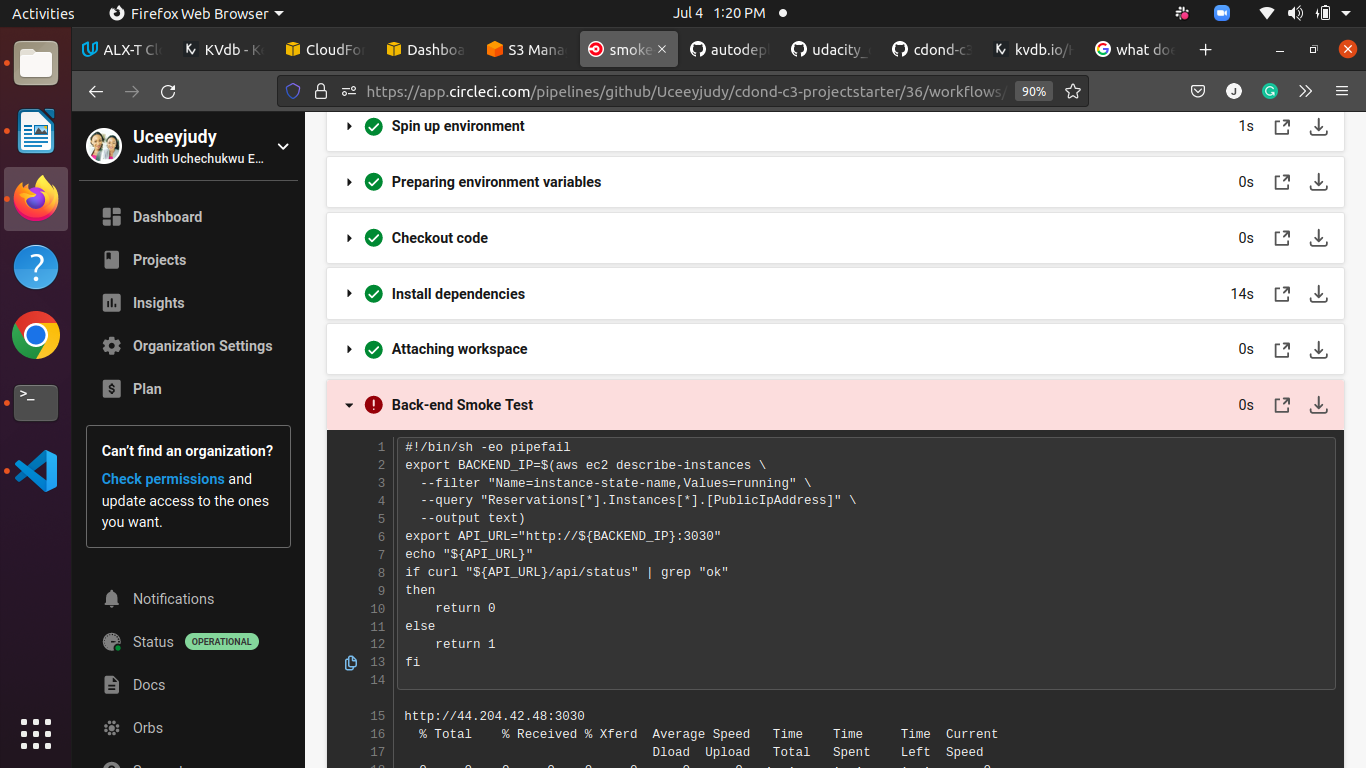 Activities
Firefox Web Browser
Jul 4 1:20 PM
ALX-T Cl
KVdb - K
CloudFor
Dashboa
S3 Mana
smoke
autodepl
udacity_
cdond-c3
kvdb.io/
what doe
https://app.circleci.com/pipelines/github/Uceeyjudy/cdond-c3-projectstarter/36/workflows/
90%
Uceeyjudy
Judith Uchechukwu E...
Dashboard
Projects
Insights
Organization Settings
Plan
Can't find an organization?
Check permissions and
update access to the ones
you want.
Notifications
Status OPERATIONAL
Docs
Orbs
Spin up environment 1s
Preparing environment variables 0s
Checkout code 0s
Install dependencies 14s
Attaching workspace 0s
Back-end Smoke Test 0s
1 #!/bin/sh -eo pipefail
2 export BACKEND_IP=$(aws ec2 describe-instances \
3 --filter "Name=instance-state-name,Values=running" \
4 --query "Reservations[*].Instances[*].[PublicIpAddress]" \
5 --output text)
6 export API_URL="http://${BACKEND_IP}:3030"
7 echo "${API_URL}"
8 if curl "${API_URL}/api/status" | grep "ok"
9 then
10 return 0
11 else
12 return 1
13 fi
14
15 http://44.204.42.48:3030
16 % Total % Received % Xferd Average Speed Time Time Time Current
17 Dload Upload Total Spent Left Speed